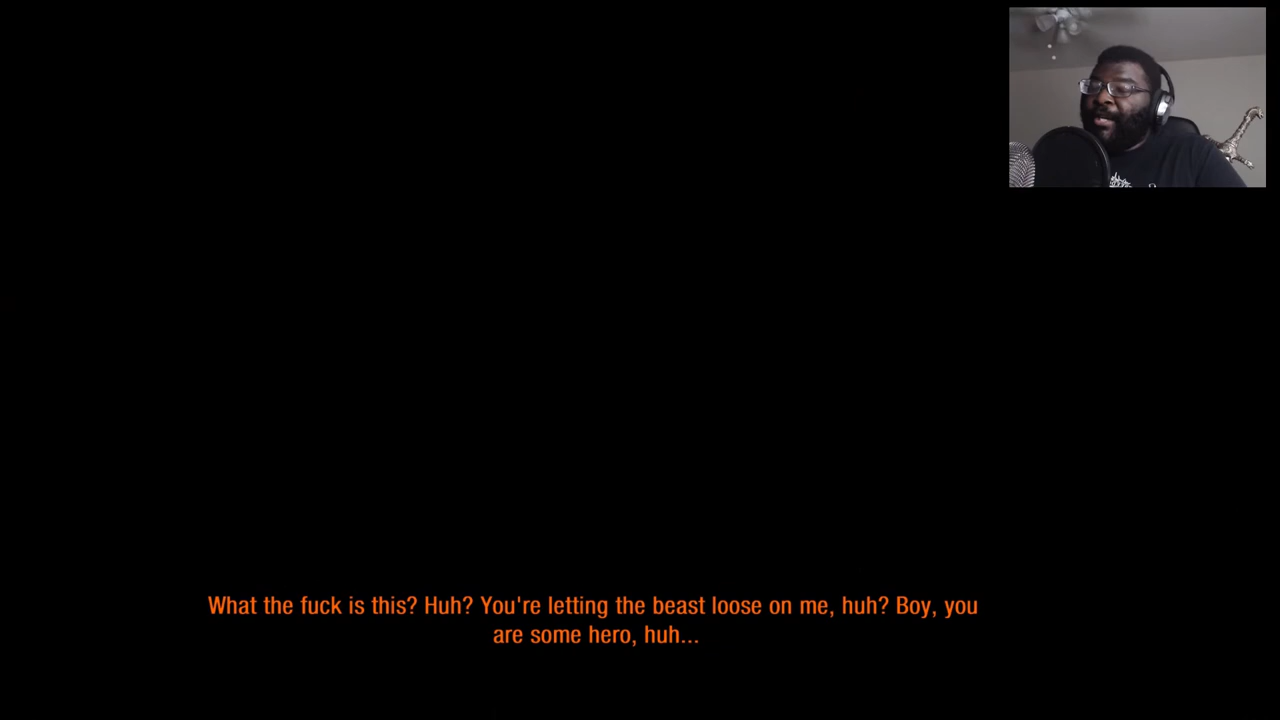 What the fuck is this? Huh? You're letting the beast loose on me, huh? Boy, you
are some hero, huh...